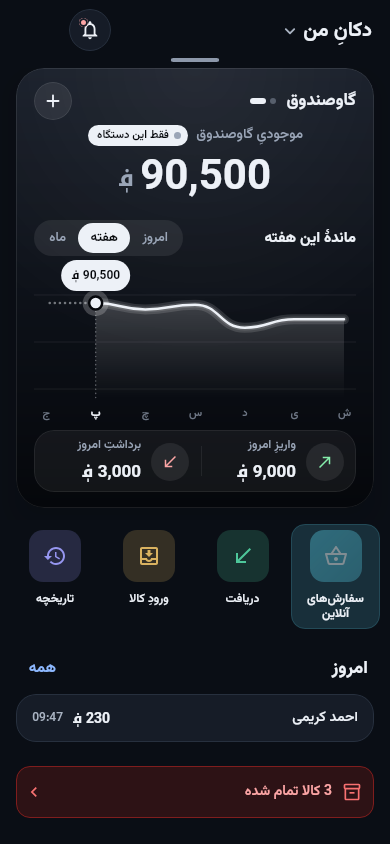 دکانِ من
گاوصندوق
موجودیِ گاوصندوق فقط این دستگاه
90,500 ؋
ماندهٔ این هفته
امروز هفته ماه
90,500 ؋
ش ی د س چ پ ج
واریزِ امروز
9,000 ؋
برداشتِ امروز
3,000 ؋
سفارش‌های آنلاین
دریافت
ورودِ کالا
تاریخچه
امروز همه
احمد کریمی 230 ؋ 09:47
3 کالا تمام شده